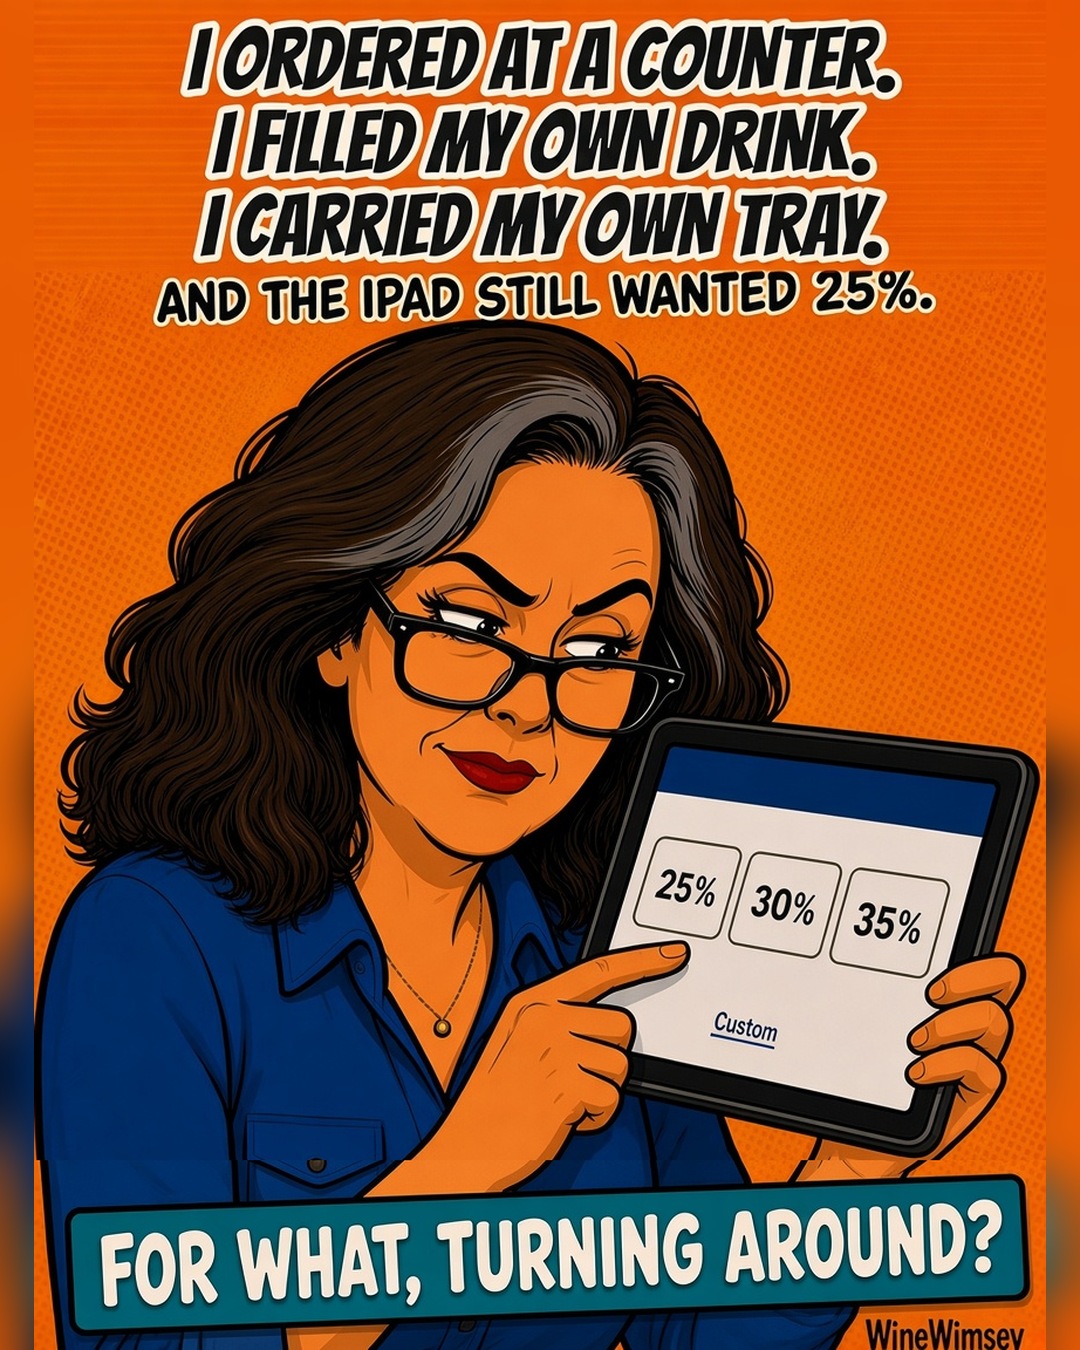 I ORDERED AT A COUNTER.
I FILLED MY OWN DRINK.
I CARRIED MY OWN TRAY.
AND THE IPAD STILL WANTED 25%.
25% 30% 35%
Custom
FOR WHAT, TURNING AROUND?
WineWimsey